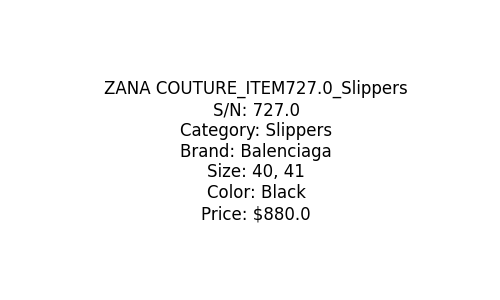 ZANA COUTURE_ITEM727.0_Slippers
S/N: 727.0
Category: Slippers
Brand: Balenciaga
Size: 40, 41
Color: Black
Price: $880.0